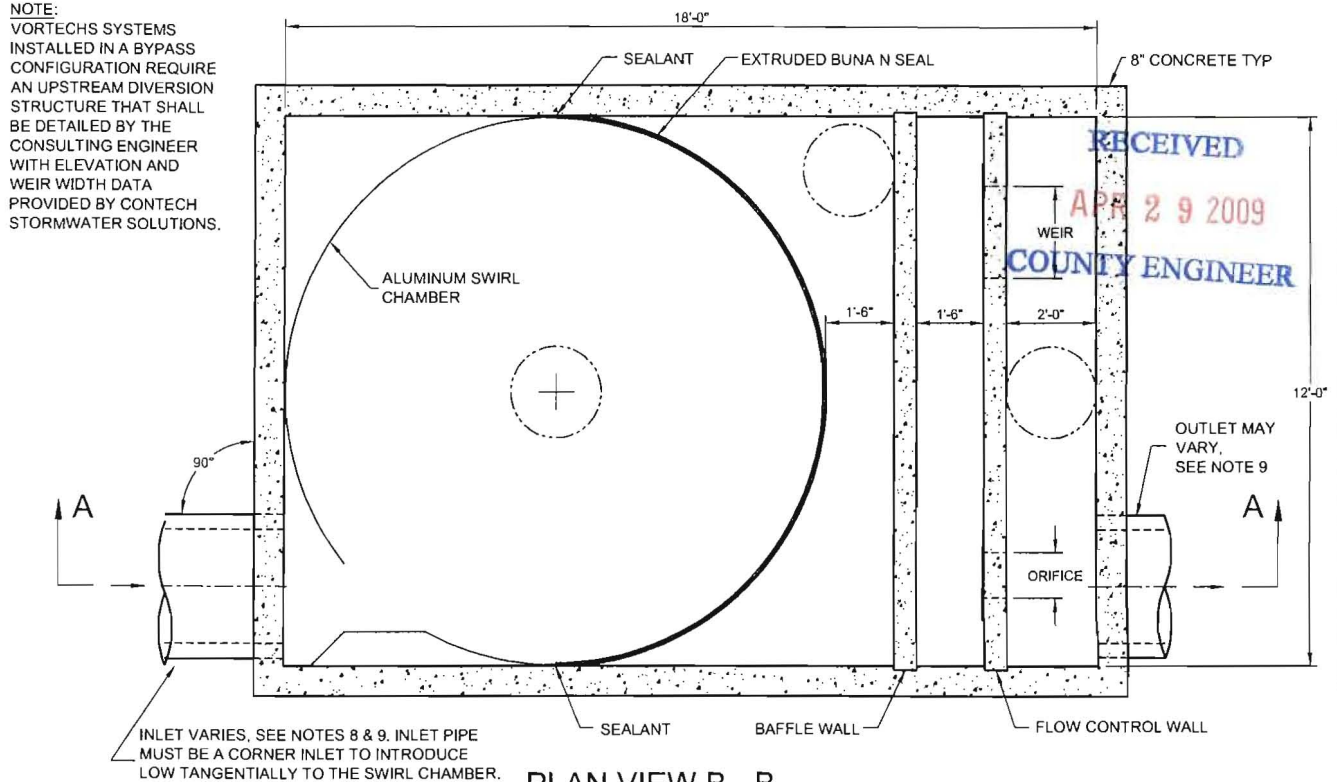 NOTE:
VORTECHS SYSTEMS
INSTALLED IN A BYPASS
CONFIGURATION REQUIRE
AN UPSTREAM DIVERSION
STRUCTURE THAT SHALL
BE DETAILED BY THE
CONSULTING ENGINEER
WITH ELEVATION AND
WEIR WIDTH DATA
PROVIDED BY CONTECH
STORMWATER SOLUTIONS.
18'-0"
SEALANT
EXTRUDED BUNA N SEAL
8" CONCRETE TYP
RECEIVED
APR 29 2009
COUNTY ENGINEER
WEIR
ALUMINUM SWIRL
CHAMBER
1'-6"
1'-6"
2'-0"
12'-0"
OUTLET MAY
VARY,
SEE NOTE 9
90°
A
A
ORIFICE
SEALANT
BAFFLE WALL
FLOW CONTROL WALL
INLET VARIES, SEE NOTES 8 & 9. INLET PIPE
MUST BE A CORNER INLET TO INTRODUCE
LOW TANGENTIALLY TO THE SWIRL CHAMBER.
PLAN VIEW B - B